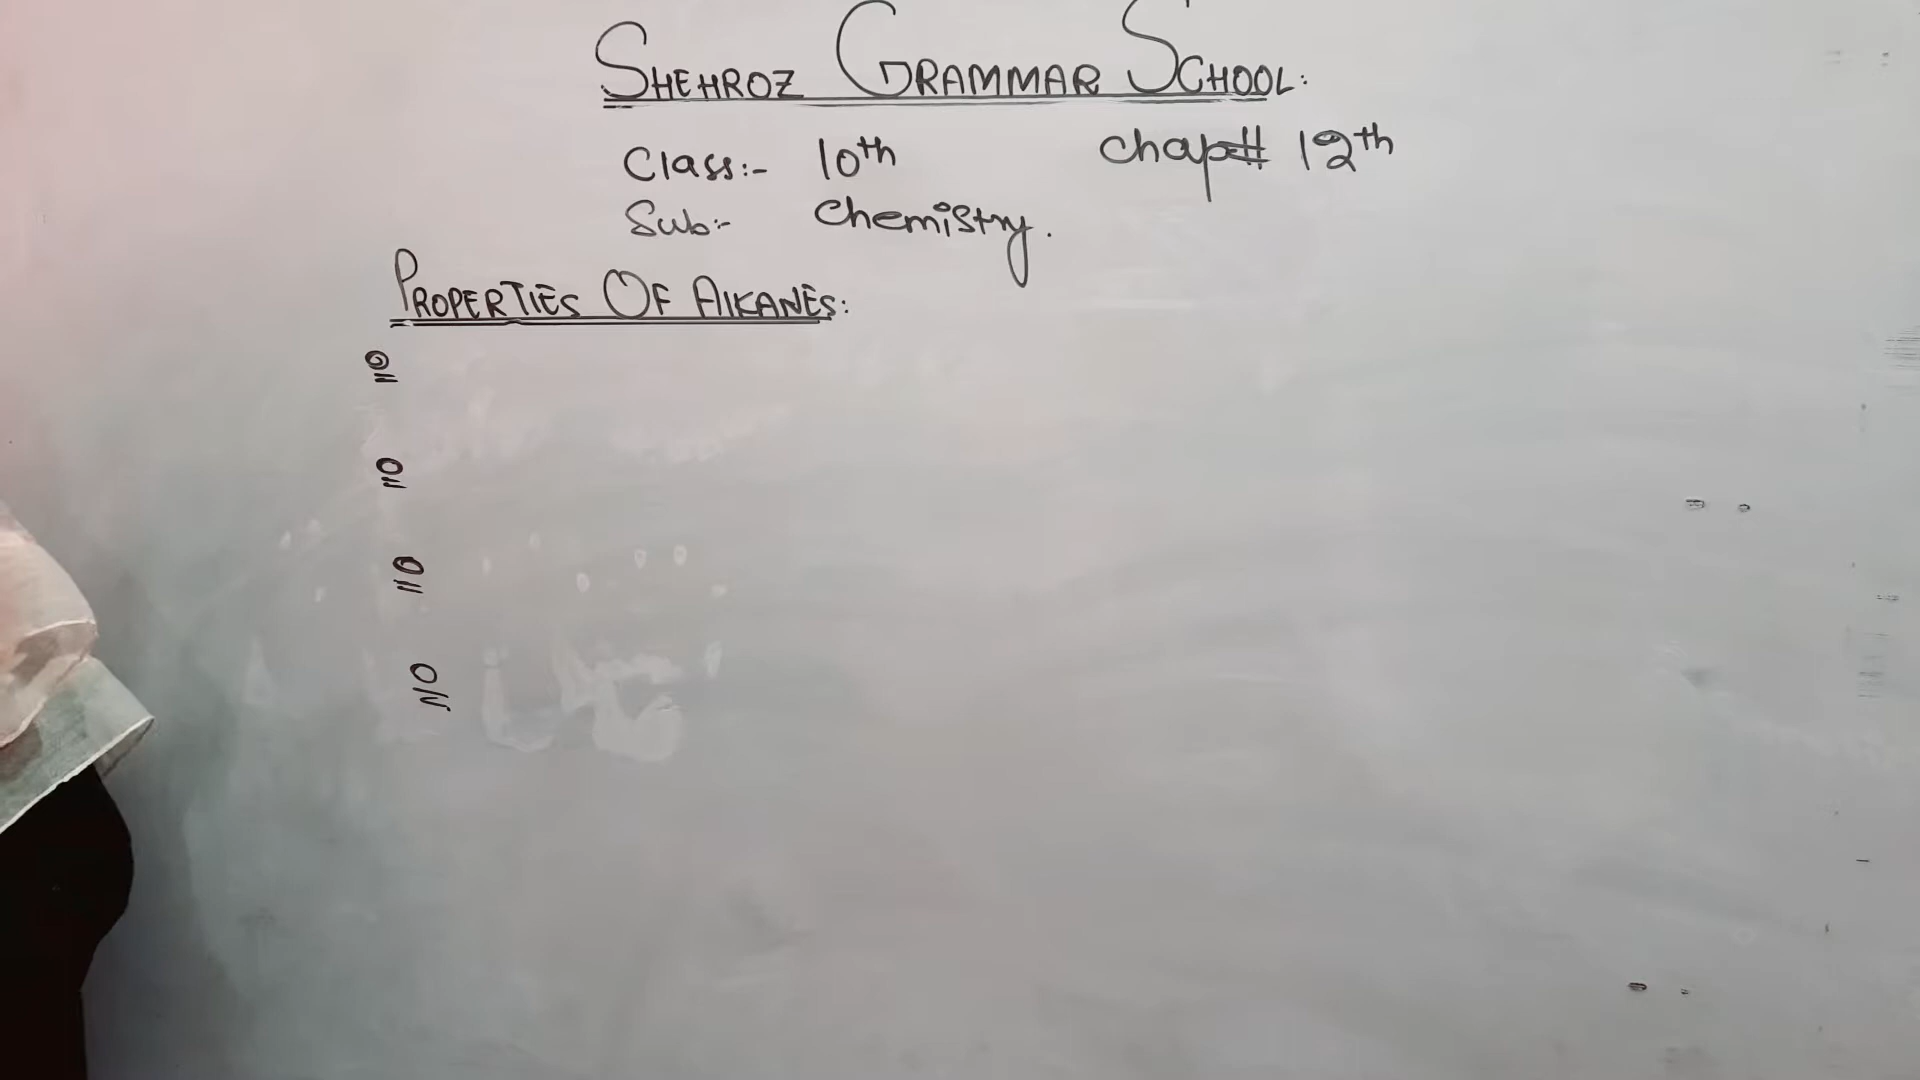 SHEHROZ GRAMMAR SCHOOL:
Class:- 10th chap# 12th
Sub:- Chemistry.
PROPERTIES OF AlKANES: